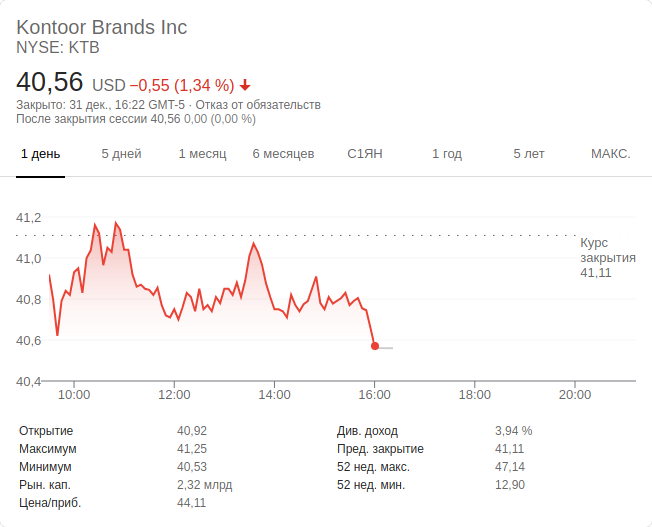 Kontoor Brands Inc
NYSE: KTB
40,56 USD −0,55 (1,34 %)
Закрыто: 31 дек., 16:22 GMT-5 · Отказ от обязательств
После закрытия сессии 40,56 0,00 (0,00 %)
1 день 5 дней 1 месяц 6 месяцев С1ЯН 1 год 5 лет МАКС.
41,2
41,0
40,8
40,6
40,4
Курс
закрытия
41,11
10:00 12:00 14:00 16:00 18:00 20:00
Открытие 40,92 Див. доход 3,94 %
Максимум 41,25 Пред. закрытие 41,11
Минимум 40,53 52 нед. макс. 47,14
Рын. кап. 2,32 млрд 52 нед. мин. 12,90
Цена/приб. 44,11